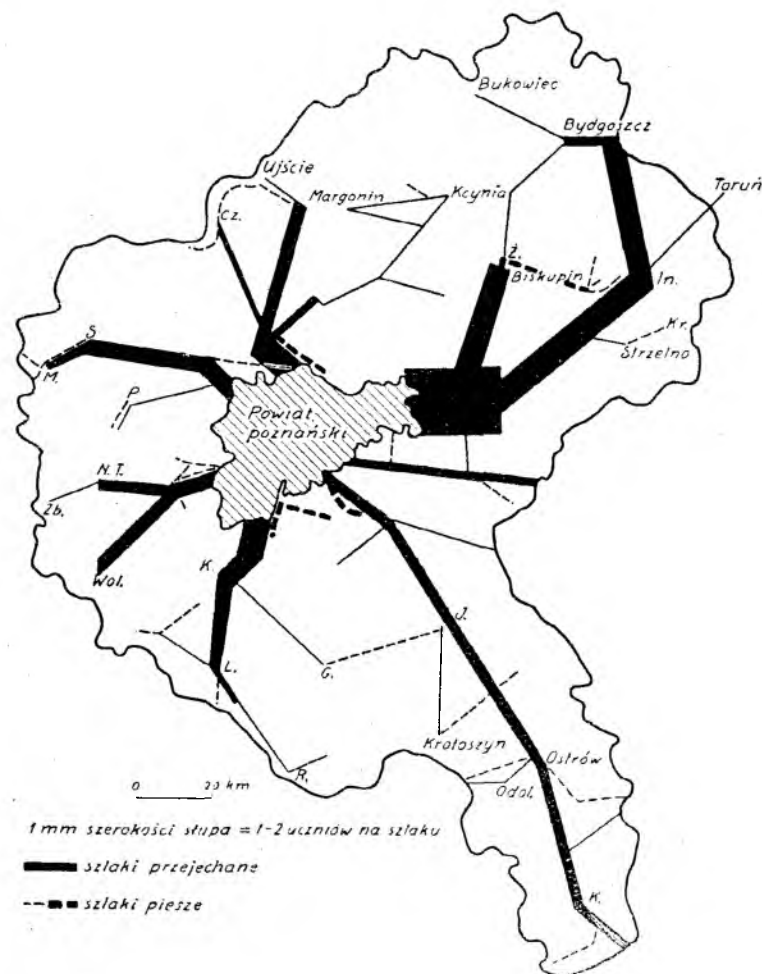 Bukowiec
Bydgoszcz
Ujście
Margonin
Kcynia
Toruń
Cz.
Ż.
Biskupin
In.
Kr.
Strzelno
S.
M.
P.
Powiat
poznański
N.T.
Zb.
Wol.
K.
J.
L.
G.
Krotoszyn
R.
Ostrów
Odol.
K.
0 20 km
1 mm szerokości słupa = 1-2 uczniów na szlaku
szlaki przejechane
szlaki piesze